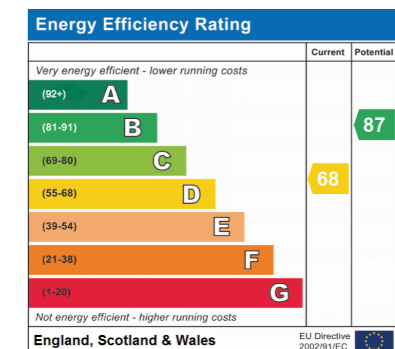 Energy Efficiency Rating
Current Potential
Very energy efficient - lower running costs
(92+) A
(81-91) B
87
(69-80) C
68
(55-68) D
(39-54) E
(21-38) F
(1-20) G
Not energy efficient - higher running costs
England, Scotland & Wales
EU Directive
2002/91/EC